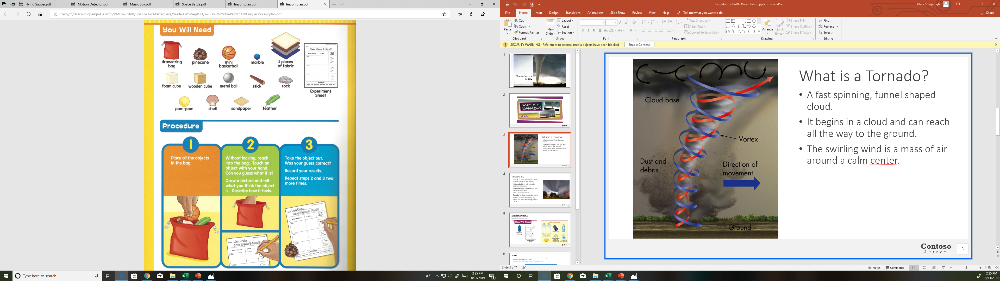 Flying Saucer.pdf
Motion Detector.pdf
Music Box.pdf
Space Battle.pdf
lesson plan.pdf
lesson plan.pdf
file:///C:/Users/shinpaugh/Desktop/DME%20Stuff/Science%20Masterpiece/Grade%201/SeptOct,%20How%20Does%20It%20Feel/lesson%20plan.pdf
You Will Need
drawstring
bag
pinecone
mini
basketball
marble
4 pieces
of fabric
How Does It Feel?
foam cube
wooden cube
metal ball
stick
rock
Experiment
Sheet
pom-pom
shell
sandpaper
feather
Procedure
1
Place all the objects
in the bag.
2
Without looking, reach
into the bag. Touch an
object with your hand.
Can you guess what it is?
Draw a picture and tell
what you think the object
is. Describe how it feels.
Lisa Craig
How Does It Feel?
3
Take the object out.
Was your guess correct?
Record your results.
Repeat steps 2 and 3 two
more times.
Lisa Craig
How Does It Feel?
Type here to search
2:25 PM
8/13/2019
Tornado in a Bottle Presentation.pptx - PowerPoint
Mark Shinpaugh
File Home Insert Design Transitions Animations Slide Show Review View Help Tell me what you want to do
Share
Paste
Cut
Copy
Format Painter
Clipboard
New
Slide
Layout
Reset
Section
Slides
Font
Text Direction
Align Text
Convert to SmartArt
Paragraph
Arrange
Quick
Styles
Shape Fill
Shape Outline
Shape Effects
Drawing
Find
Replace
Select
Editing
SECURITY WARNING References to external media objects have been blocked
Enable Content
1
Tornado in a
Bottle
2
WHAT IS A
TORNADO?
3
What is a Tornado?
4
Vocabulary
5
Experiment Time
You Will Need
6
Why?
Cloud base
Vortex
Dust and
debris
Direction of
movement
Ground
What is a Tornado?
• A fast spinning, funnel shaped
cloud.
• It begins in a cloud and can reach
all the way to the ground.
• The swirling wind is a mass of air
around a calm center.
Contoso
Suites
3
Slide 3 of 7
Notes
Comments
111%
2:25 PM
8/13/2019